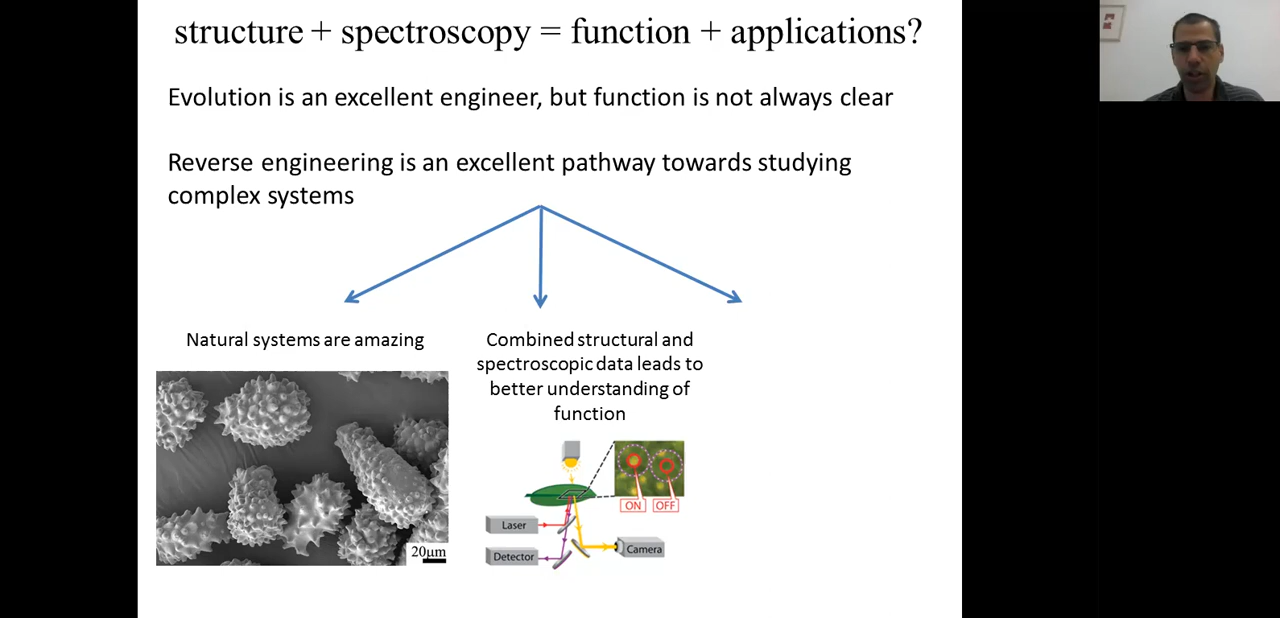 structure + spectroscopy = function + applications?
Evolution is an excellent engineer, but function is not always clear
Reverse engineering is an excellent pathway towards studying
complex systems
Natural systems are amazing
Combined structural and
spectroscopic data leads to
better understanding of
function
20μm
ON OFF
Laser
Detector
Camera